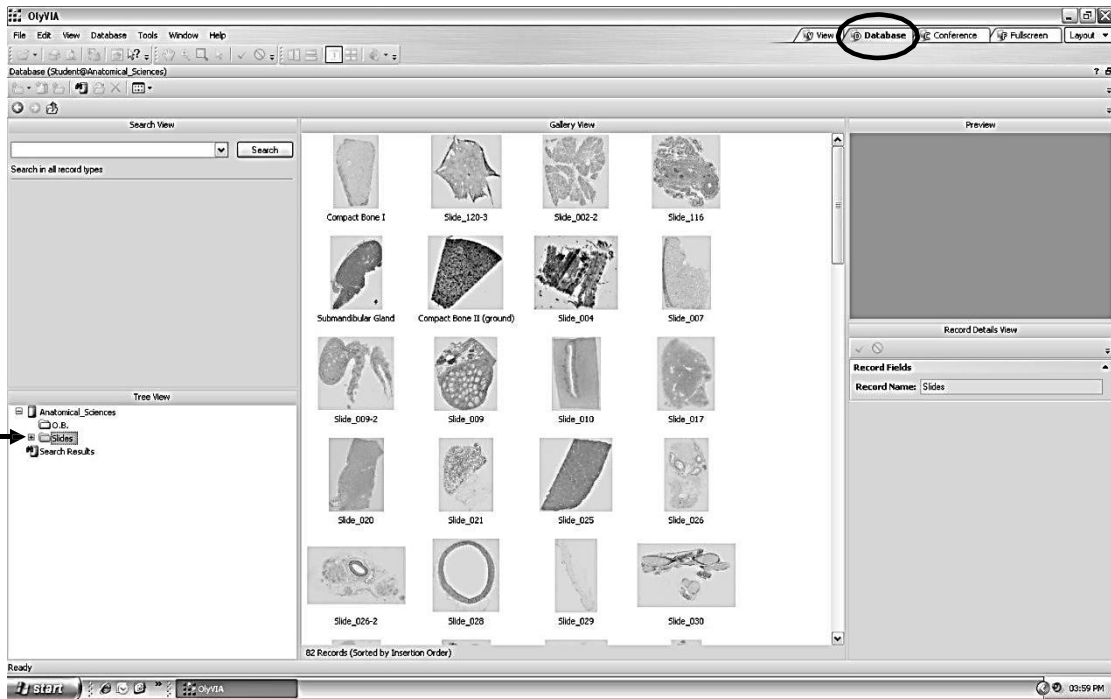 OlyVIA
File Edit View Database Tools Window Help
View Database Conference Fullscreen Layout
Database (Student@Anatomical_Sciences)
Search View
Search
Search in all record types
Tree View
Anatomical_Sciences
O.B.
Slides
Search Results
Gallery View
Compact Bone I Slide_120-3 Slide_002-2 Slide_116
Submandibular Gland Compact Bone II (ground) Slide_004 Slide_007
Slide_009-2 Slide_009 Slide_010 Slide_017
Slide_020 Slide_021 Slide_025 Slide_026
Slide_026-2 Slide_028 Slide_029 Slide_030
82 Records (Sorted by Insertion Order)
Preview
Record Details View
Record Fields
Record Name: Slides
Ready
start OlyVIA 03:59 PM